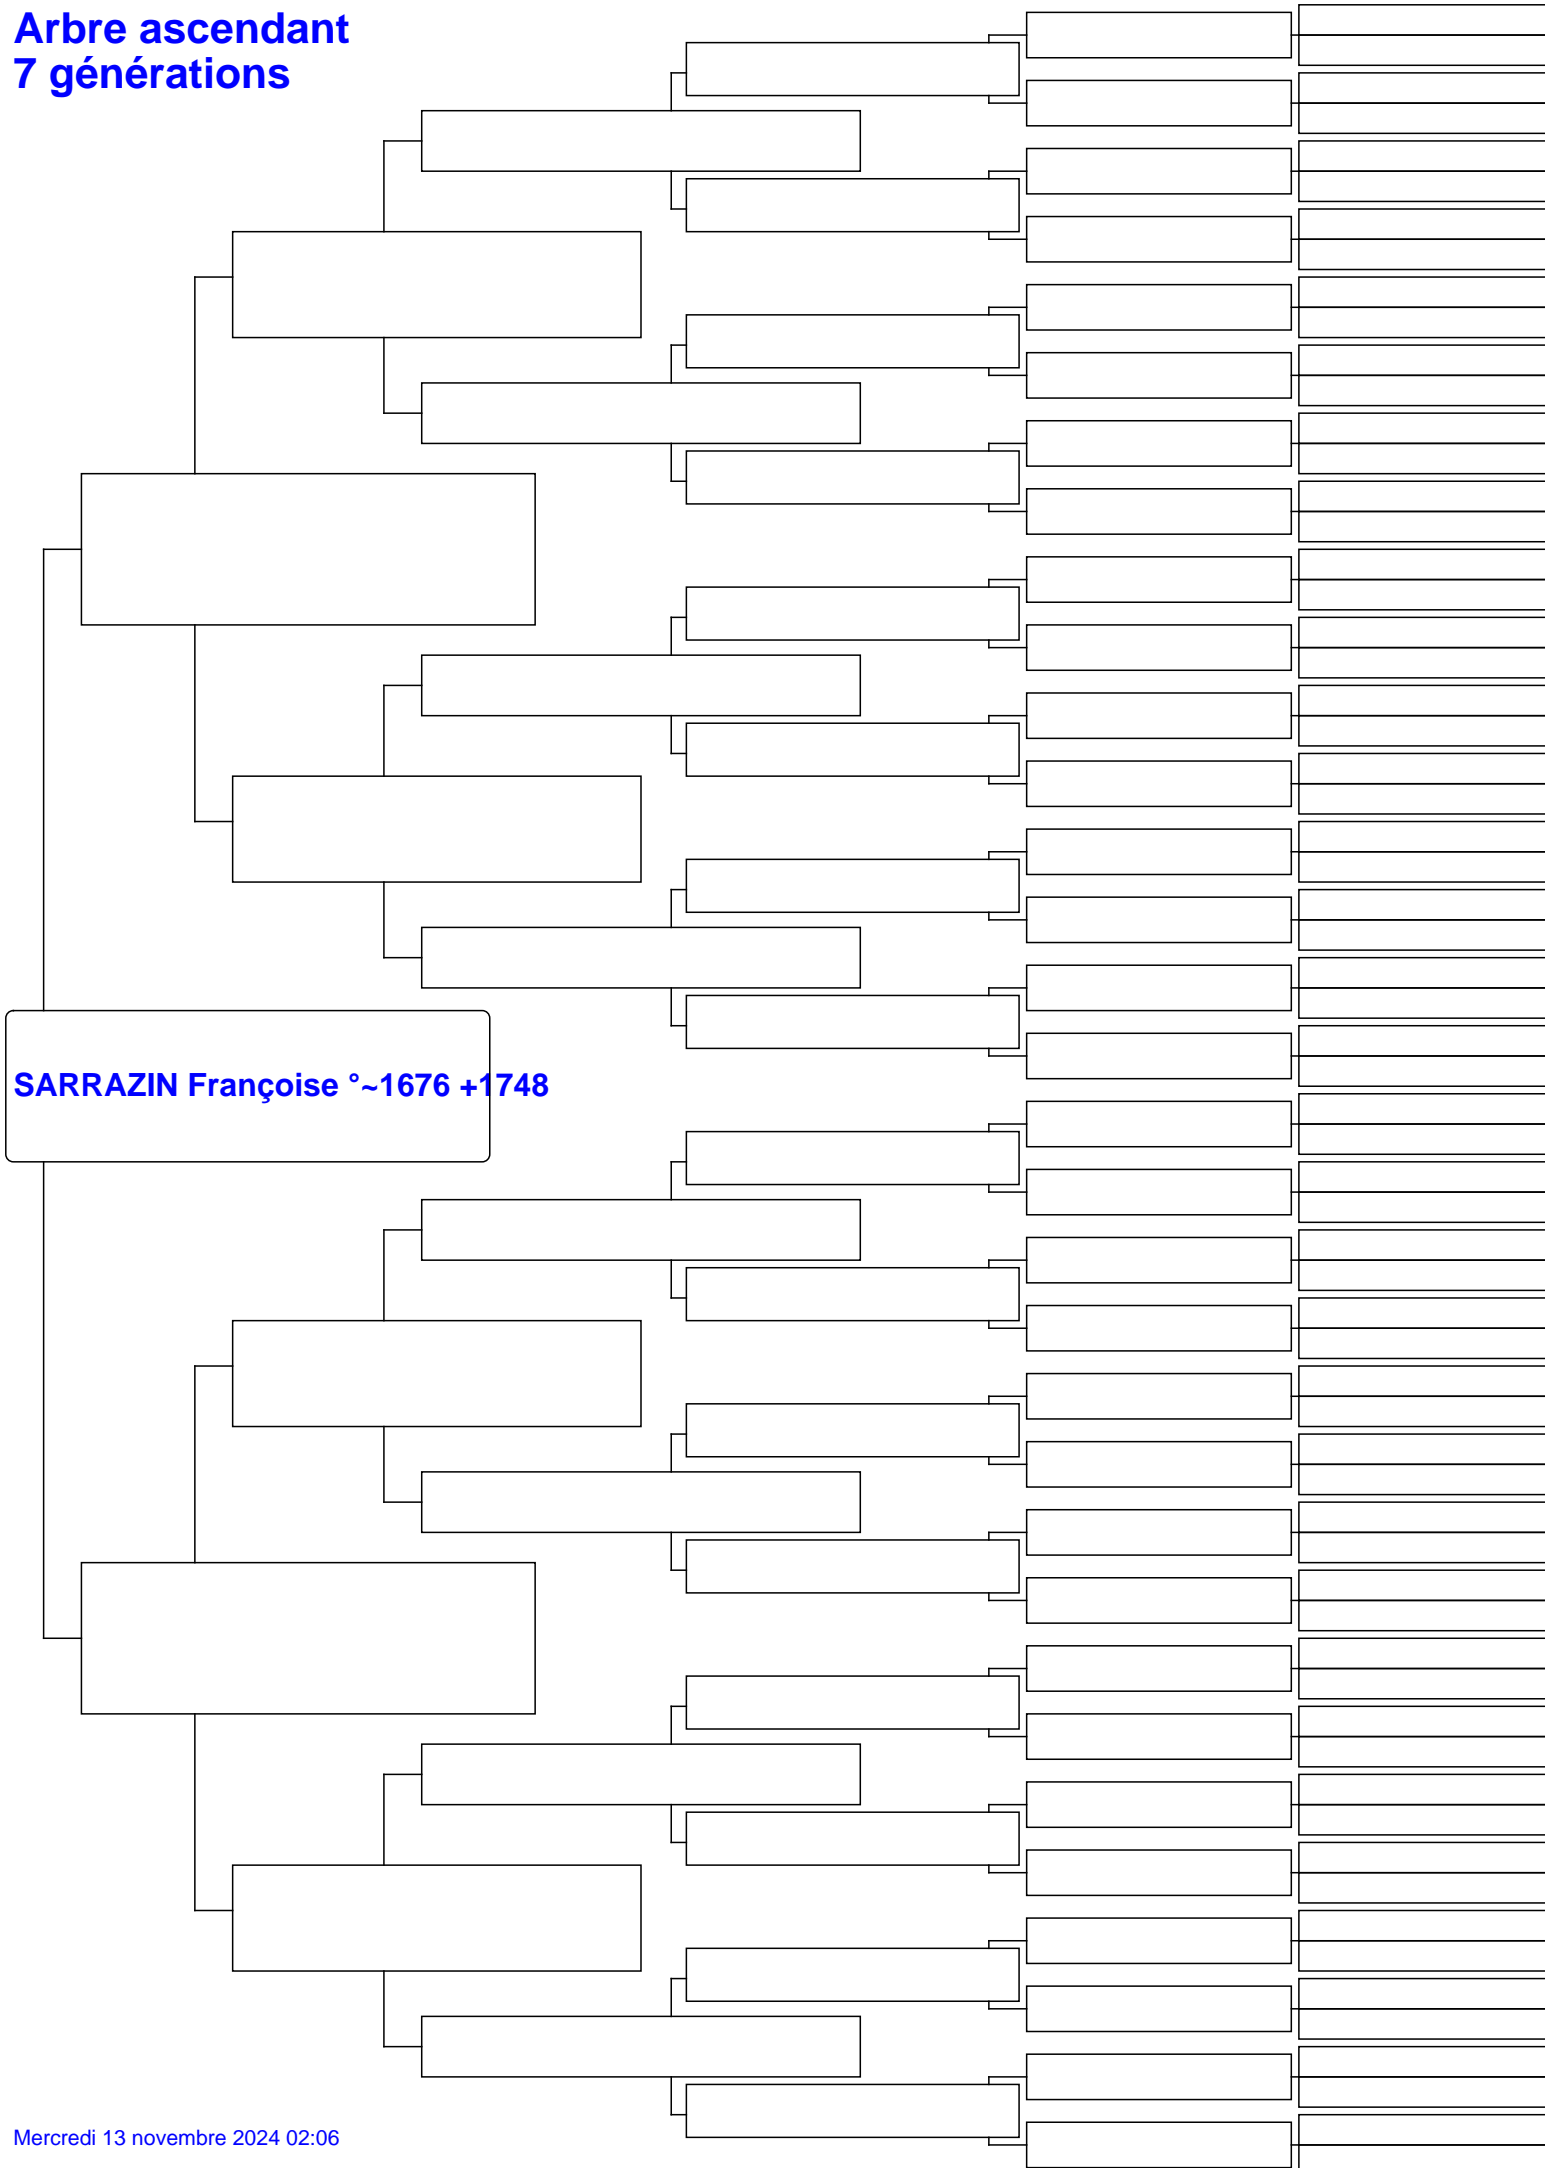 Arbre ascendant
7 générations
SARRAZIN Françoise °~1676 +1748
Mercredi 13 novembre 2024 02:06